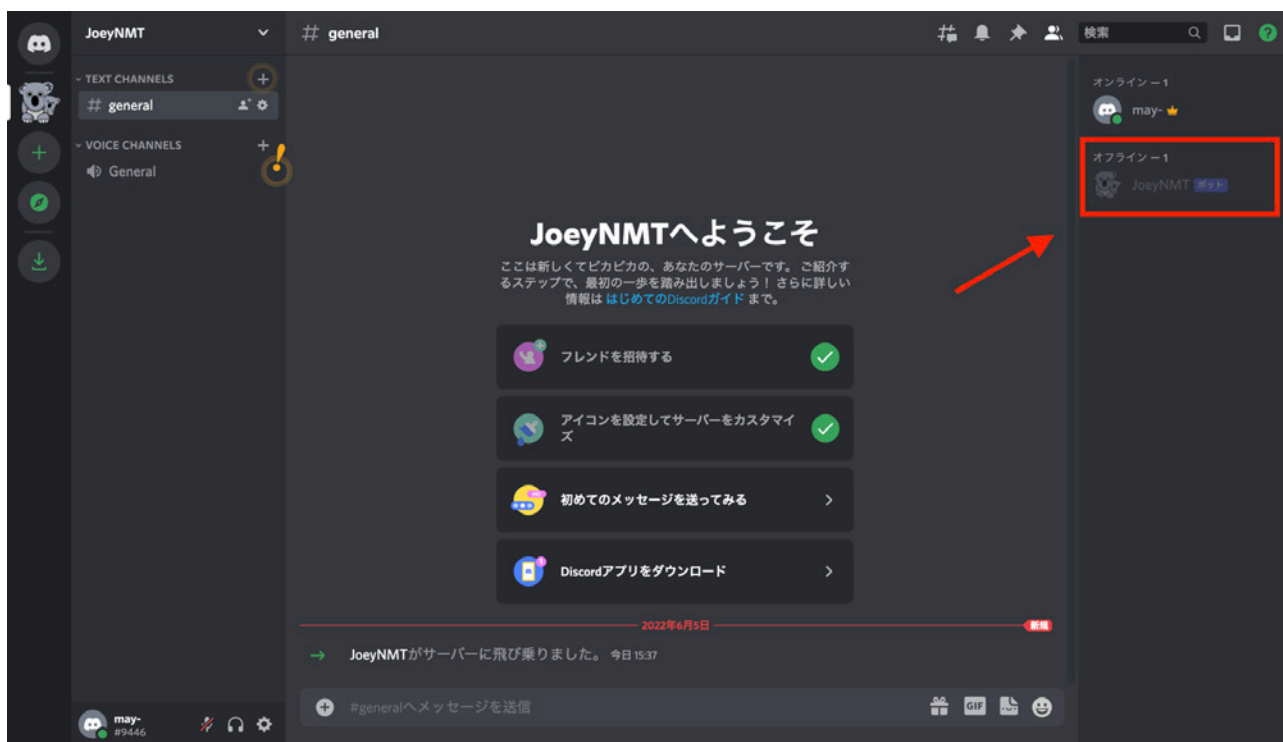 JoeyNMT
TEXT CHANNELS
general
VOICE CHANNELS
General
may-
#9446
# general
検索
JoeyNMTへようこそ
ここは新しくてピカピカの、あなたのサーバーです。 ご紹介す
るステップで、最初の一歩を踏み出しましょう！ さらに詳しい
情報は はじめてのDiscordガイド まで。
フレンドを招待する
アイコンを設定してサーバーをカスタマイ
ズ
初めてのメッセージを送ってみる
Discordアプリをダウンロード
2022年6月5日
新規
JoeyNMTがサーバーに飛び乗りました。 今日 15:37
#generalへメッセージを送信
GIF
オンライン — 1
may-
オフライン — 1
JoeyNMT ボット